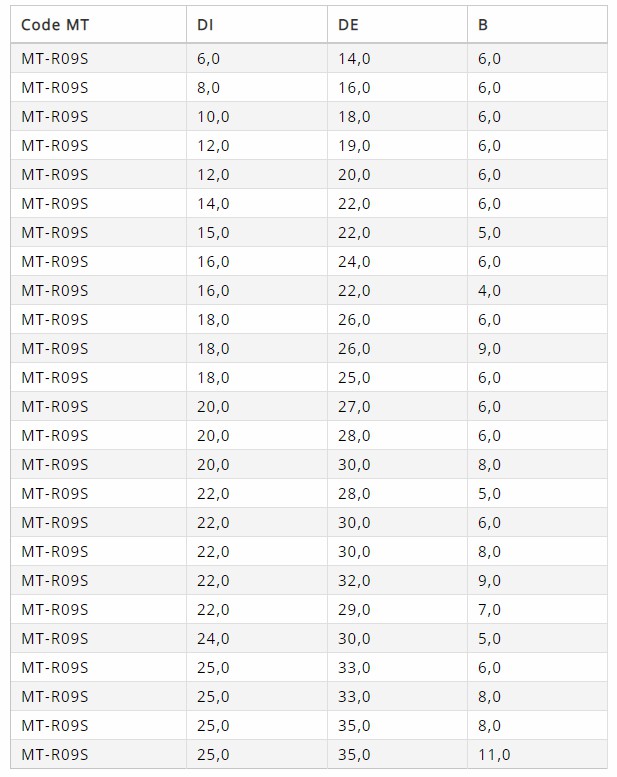 Code MT DI DE B
MT-R09S 6,0 14,0 6,0
MT-R09S 8,0 16,0 6,0
MT-R09S 10,0 18,0 6,0
MT-R09S 12,0 19,0 6,0
MT-R09S 12,0 20,0 6,0
MT-R09S 14,0 22,0 6,0
MT-R09S 15,0 22,0 5,0
MT-R09S 16,0 24,0 6,0
MT-R09S 16,0 22,0 4,0
MT-R09S 18,0 26,0 6,0
MT-R09S 18,0 26,0 9,0
MT-R09S 18,0 25,0 6,0
MT-R09S 20,0 27,0 6,0
MT-R09S 20,0 28,0 6,0
MT-R09S 20,0 30,0 8,0
MT-R09S 22,0 28,0 5,0
MT-R09S 22,0 30,0 6,0
MT-R09S 22,0 30,0 8,0
MT-R09S 22,0 32,0 9,0
MT-R09S 22,0 29,0 7,0
MT-R09S 24,0 30,0 5,0
MT-R09S 25,0 33,0 6,0
MT-R09S 25,0 33,0 8,0
MT-R09S 25,0 35,0 8,0
MT-R09S 25,0 35,0 11,0